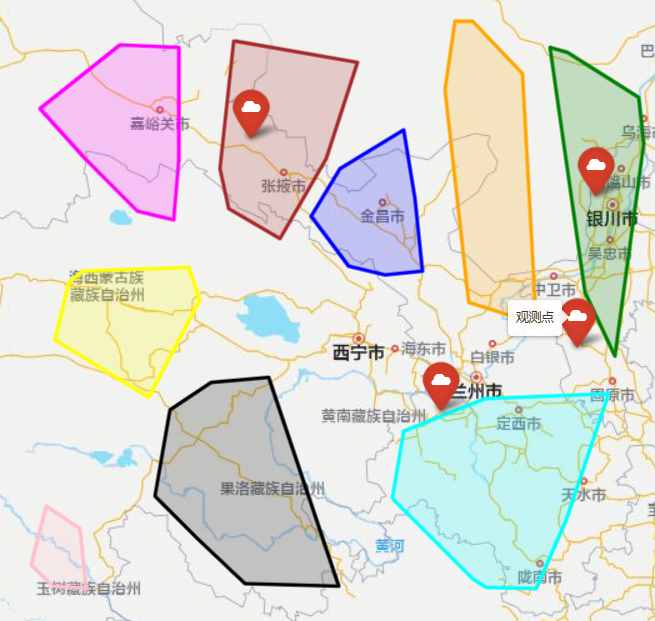 巴
嘉峪关市
乌海
张掖市
嘴山市
金昌市
银川市
吴忠市
海西蒙古族
藏族自治州
中卫市
观测点
西宁市
海东市
白银市
兰州市
固原市
黄南藏族自治州
定西市
果洛藏族自治州
天水市
黄河
陇南市
玉树藏族自治州